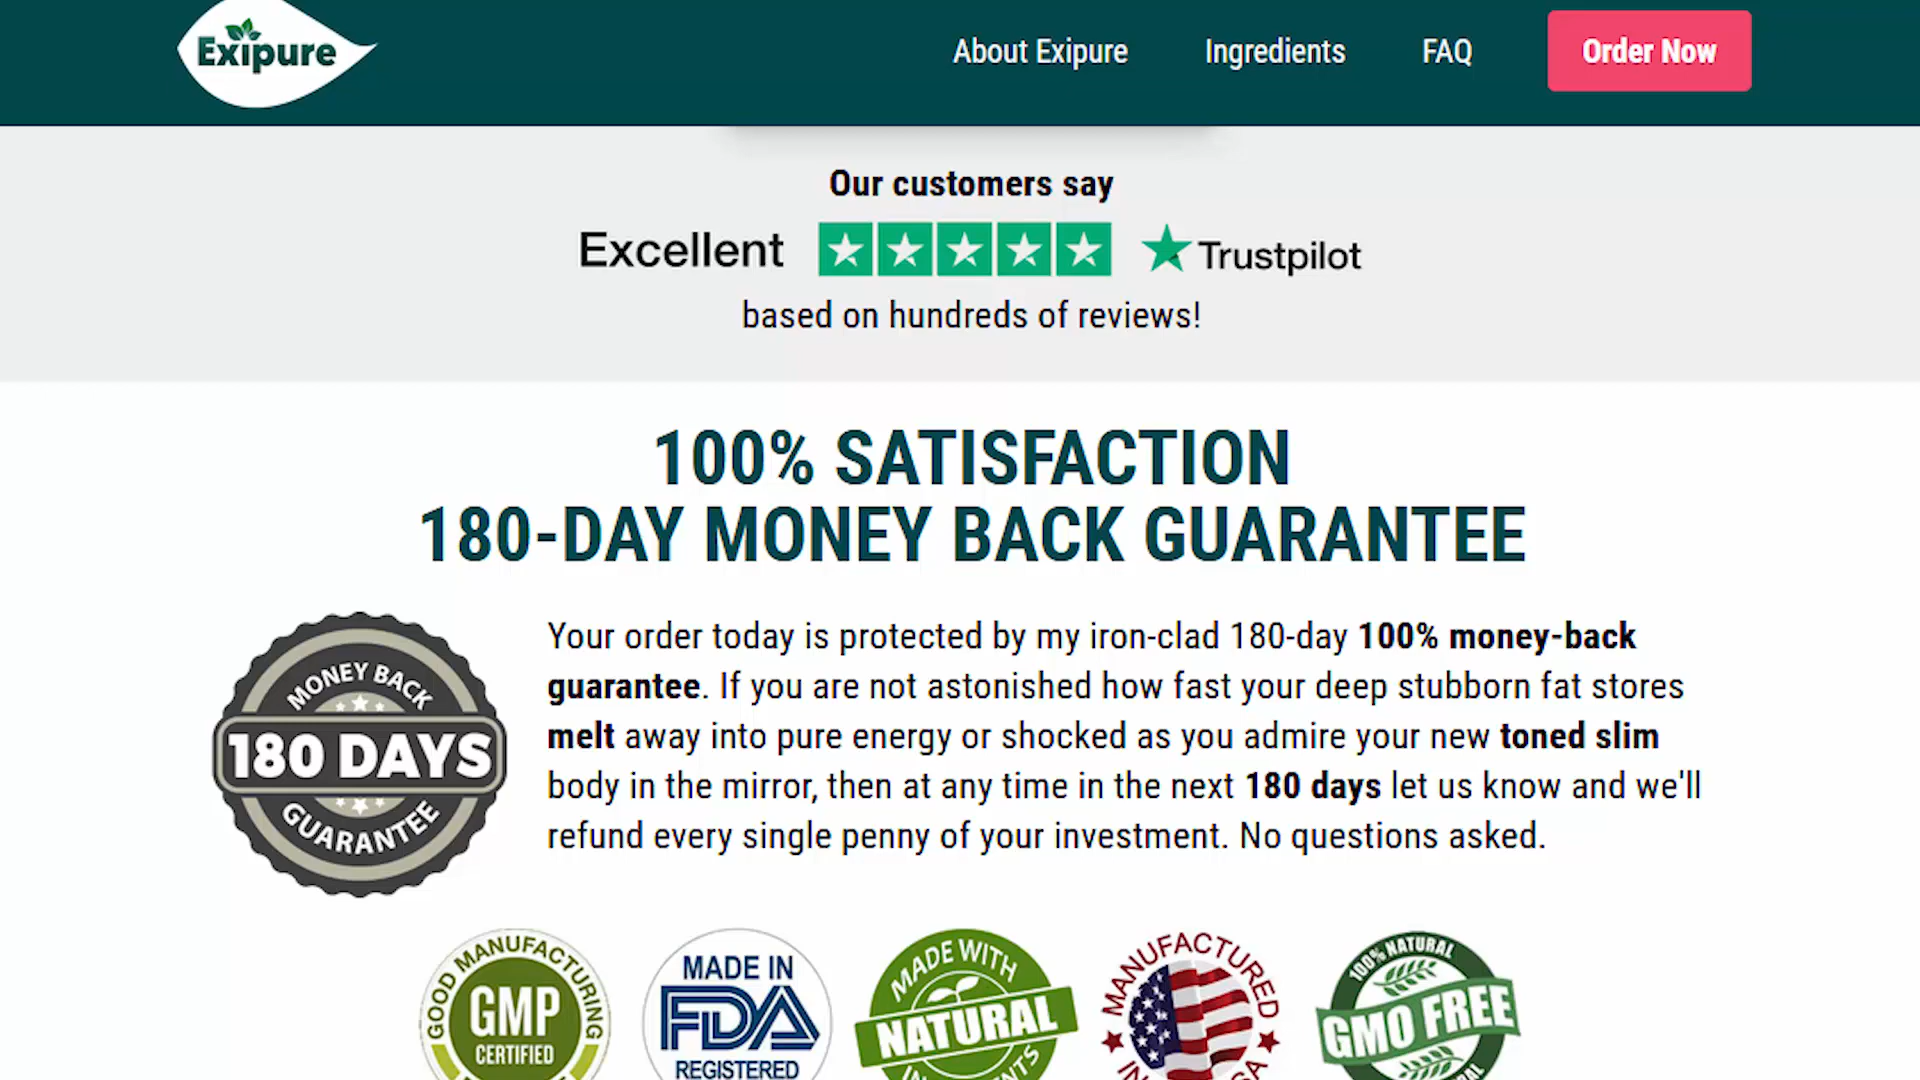 Exipure
About Exipure
Ingredients
FAQ
Order Now
Our customers say
Excellent
Trustpilot
based on hundreds of reviews!
100% SATISFACTION
180-DAY MONEY BACK GUARANTEE
MONEY BACK
180 DAYS
GUARANTEE
Your order today is protected by my iron-clad 180-day 100% money-back
guarantee. If you are not astonished how fast your deep stubborn fat stores
melt away into pure energy or shocked as you admire your new toned slim
body in the mirror, then at any time in the next 180 days let us know and we'll
refund every single penny of your investment. No questions asked.
GOOD MANUFACTURING
GMP
CERTIFIED
MADE IN
FDA
REGISTERED
MADE WITH
NATURAL
MANUFACTURED
100% NATURAL
GMO FREE